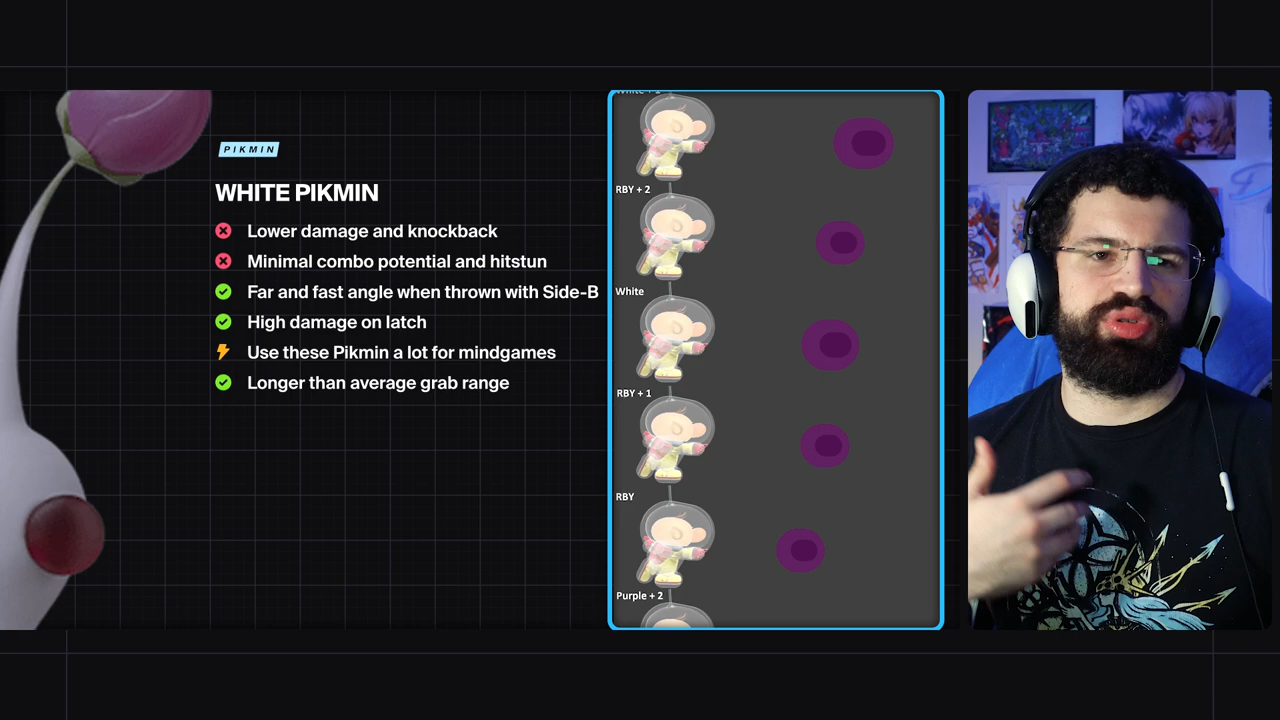 PIKMIN
WHITE PIKMIN
Lower damage and knockback
Minimal combo potential and hitstun
Far and fast angle when thrown with Side-B
High damage on latch
Use these Pikmin a lot for mindgames
Longer than average grab range
RBY + 2
White
RBY + 1
RBY
Purple + 2